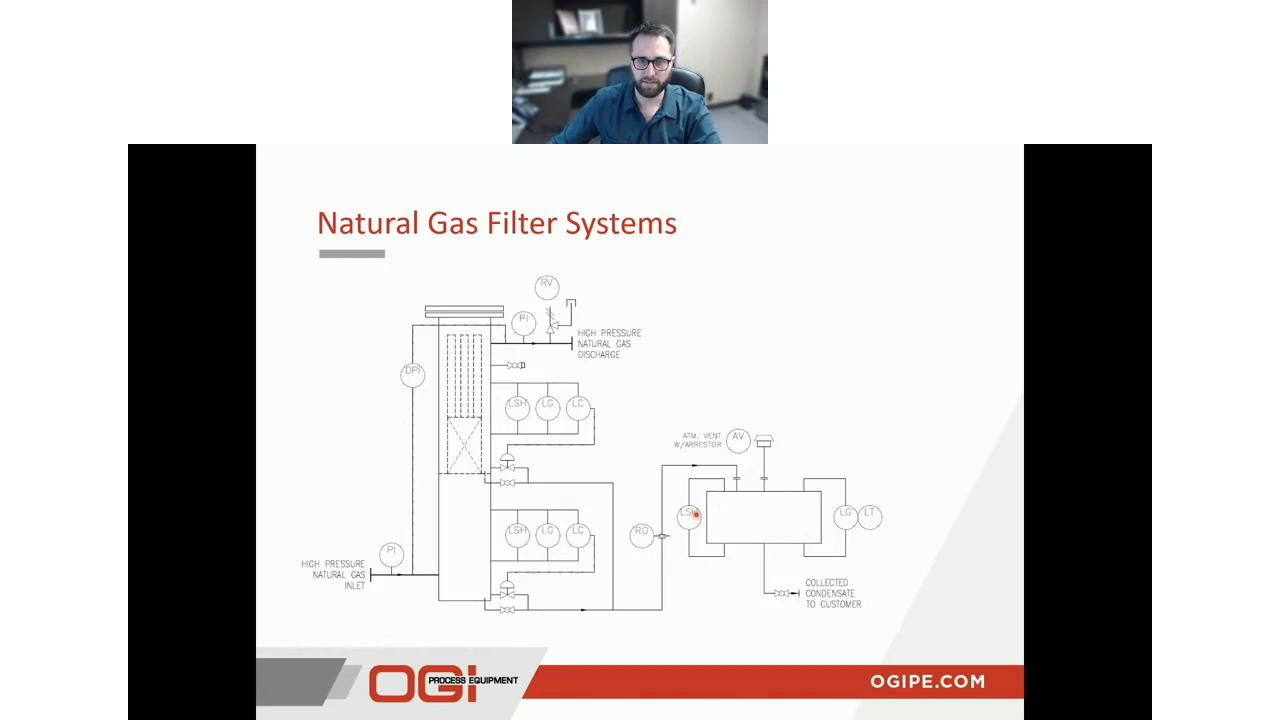 Natural Gas Filter Systems
RV
PI
HIGH PRESSURE
NATURAL GAS
DISCHARGE
DPI
LSH
LG
LC
ATM. VENT
W/ARRESTOR
AV
LG
LT
RO
LSH
LG
LC
PI
HIGH PRESSURE
NATURAL GAS
INLET
COLLECTED
CONDENSATE
TO CUSTOMER
OGI
PROCESS EQUIPMENT
OGIPE.COM